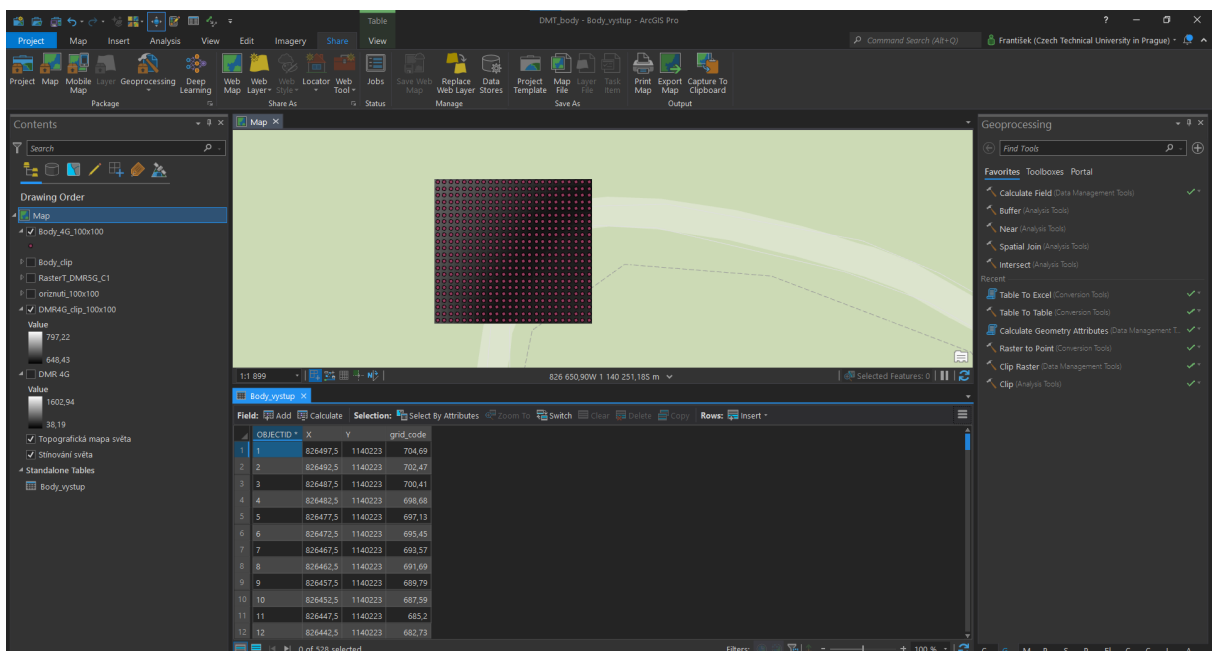 Table
DMT_body - Body_vystup - ArcGIS Pro
Project Map Insert Analysis View Edit Imagery Share View
Command Search (Alt+Q)
František (Czech Technical University in Prague)
Project Map Mobile Map Layer Geoprocessing Deep Learning
Package
Web Map Web Layer Web Style Locator Web Tool
Share As
Jobs
Status
Save Web Map Replace Web Layer Data Stores
Manage
Project Template Map File Layer File Task Item
Save As
Print Map Export Map Capture To Clipboard
Output
Contents
Search
Drawing Order
Map
Body_4G_100x100
Body_clip
RasterT_DMR5G_C1
oriznuti_100x100
DMR4G_clip_100x100
Value
797,22
648,43
DMR 4G
Value
1602,94
38,19
Topografická mapa světa
Stínování světa
Standalone Tables
Body_vystup
Map
1:1 899
826 650,90W 1 140 251,185 m
Selected Features: 0
Body_vystup
Field: Add Calculate Selection: Select By Attributes Zoom To Switch Clear Delete Copy Rows: Insert
OBJECTID * X Y grid_code
1 1 826497,5 1140223 704,69
2 2 826492,5 1140223 702,47
3 3 826487,5 1140223 700,41
4 4 826482,5 1140223 698,68
5 5 826477,5 1140223 697,13
6 6 826472,5 1140223 695,45
7 7 826467,5 1140223 693,57
8 8 826462,5 1140223 691,69
9 9 826457,5 1140223 689,79
10 10 826452,5 1140223 687,59
11 11 826447,5 1140223 685,2
12 12 826442,5 1140223 682,73
0 of 528 selected
Filters:
100 %
Geoprocessing
Find Tools
Favorites Toolboxes Portal
Calculate Field (Data Management Tools)
Buffer (Analysis Tools)
Near (Analysis Tools)
Spatial Join (Analysis Tools)
Intersect (Analysis Tools)
Recent
Table To Excel (Conversion Tools)
Table To Table (Conversion Tools)
Calculate Geometry Attributes (Data Management T...
Raster to Point (Conversion Tools)
Clip Raster (Data Management Tools)
Clip (Analysis Tools)